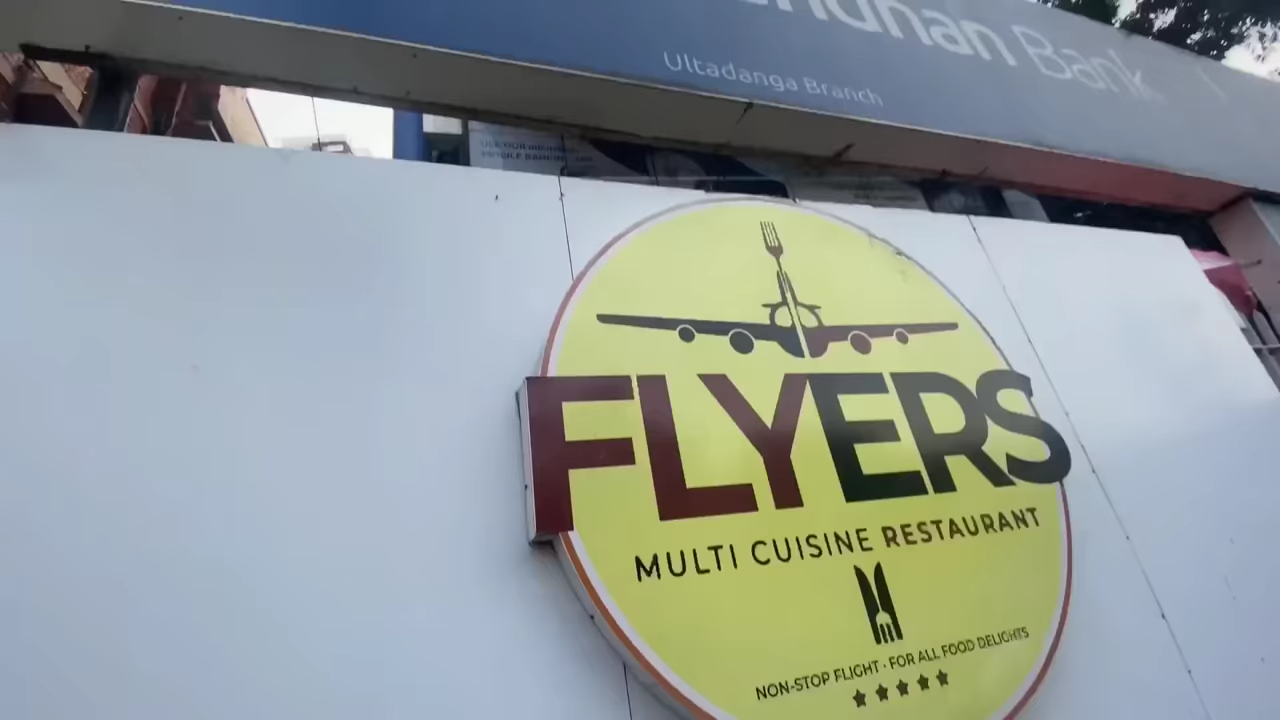 Bank
Ultadanga Branch
FLYERS
MULTI CUISINE RESTAURANT
NON-STOP FLIGHT · FOR ALL FOOD DELIGHTS